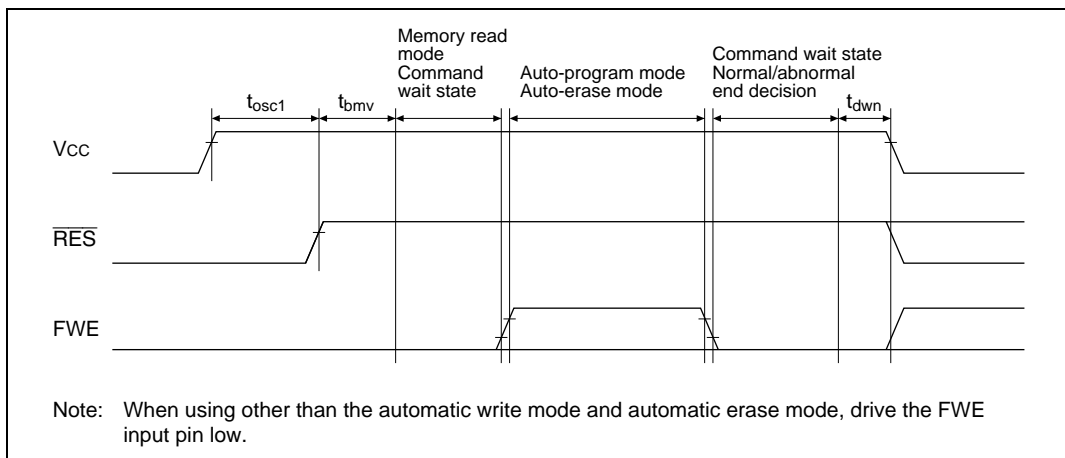 Memory read
mode
Command
wait state
Auto-program mode
Auto-erase mode
Command wait state
Normal/abnormal
end decision
tosc1
tbmv
tdwn
VCC
RES
FWE
Note: When using other than the automatic write mode and automatic erase mode, drive the FWE
input pin low.